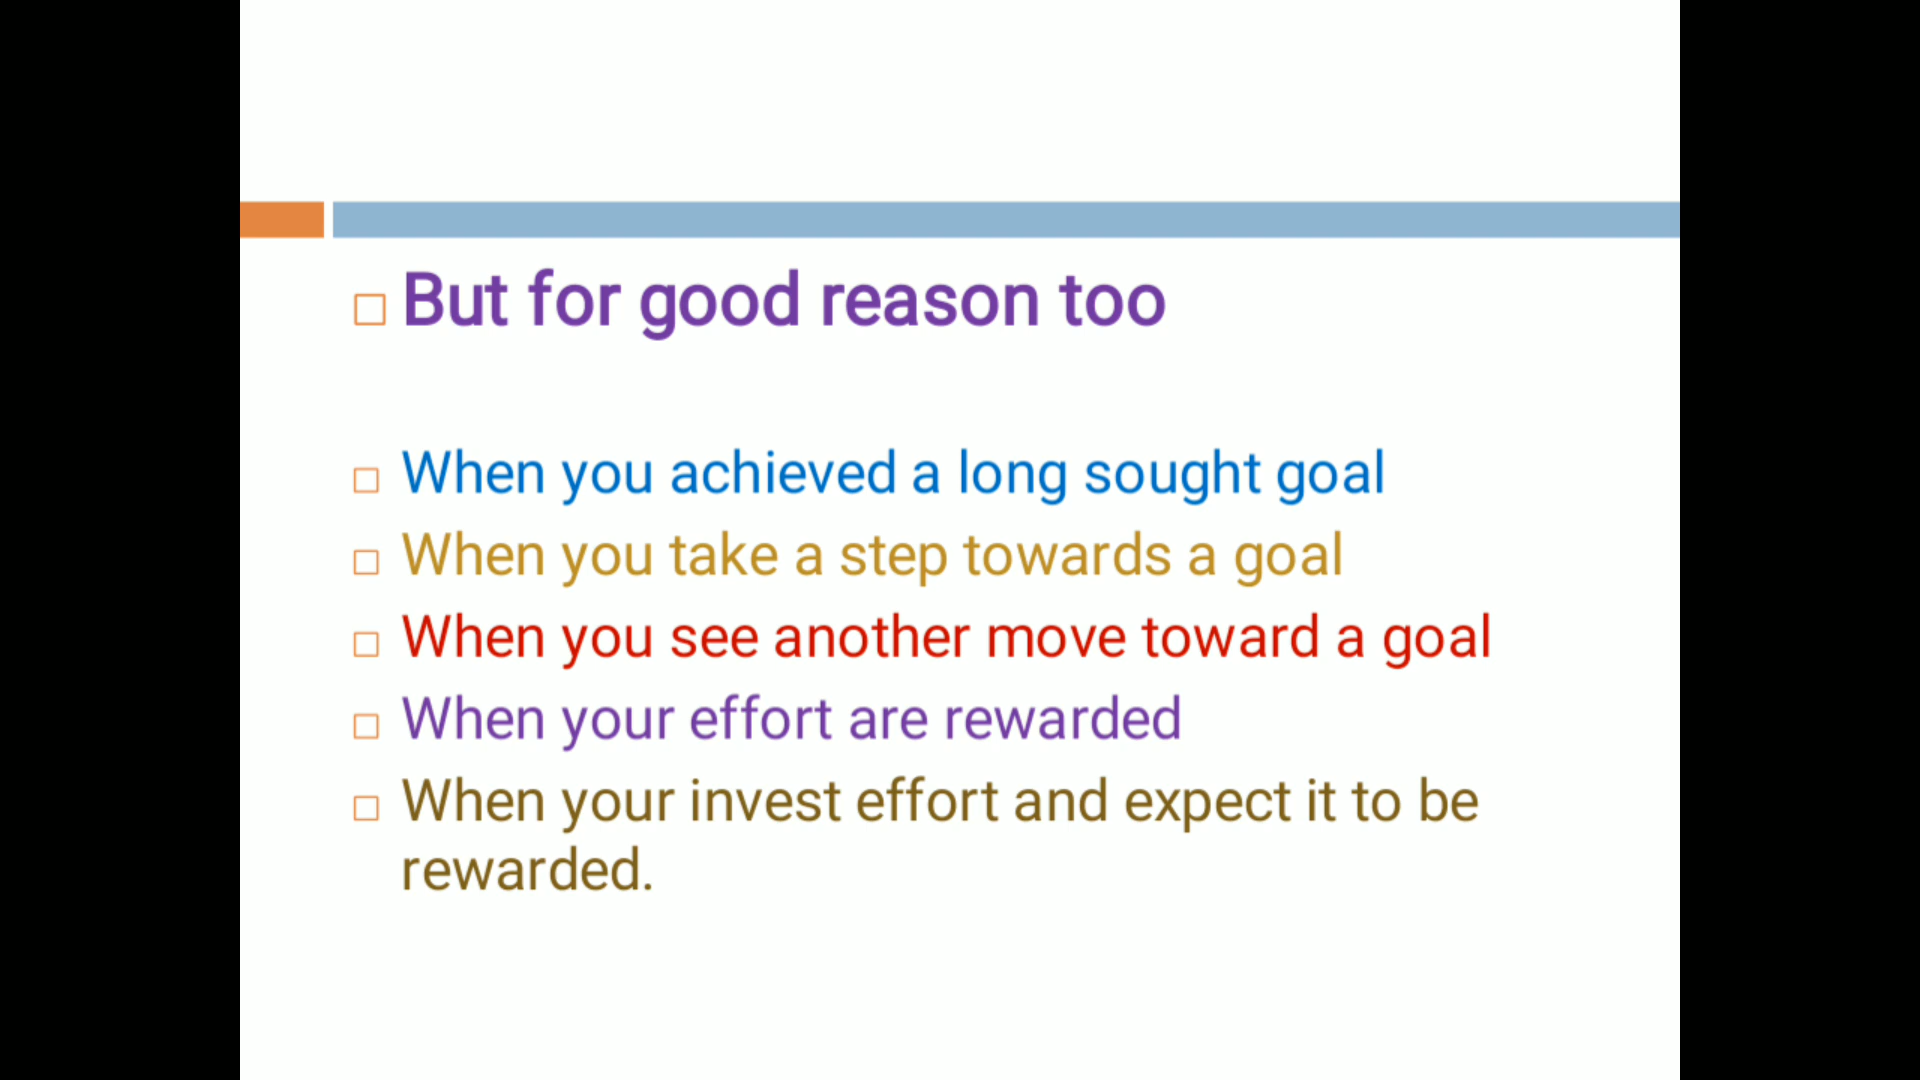 But for good reason too
When you achieved a long sought goal
When you take a step towards a goal
When you see another move toward a goal
When your effort are rewarded
When your invest effort and expect it to be
rewarded.